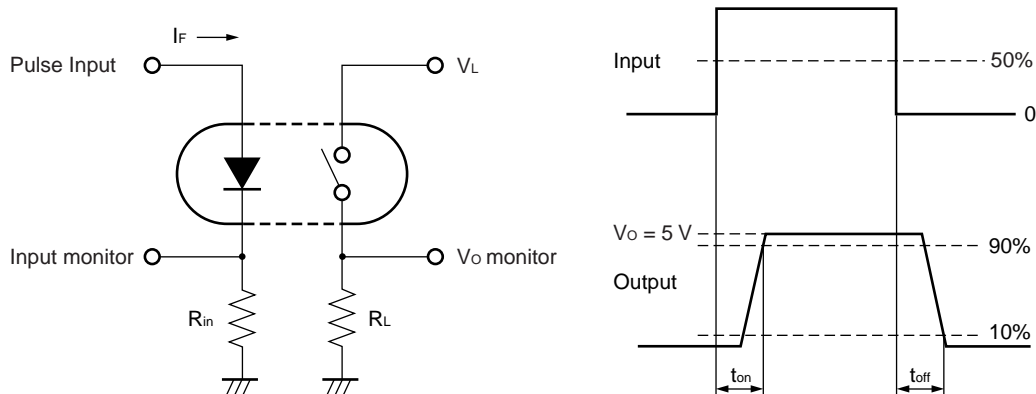 IF
Pulse Input
VL
Input monitor
VO monitor
Rin
RL
Input
50%
0
VO = 5 V
90%
Output
10%
ton
toff